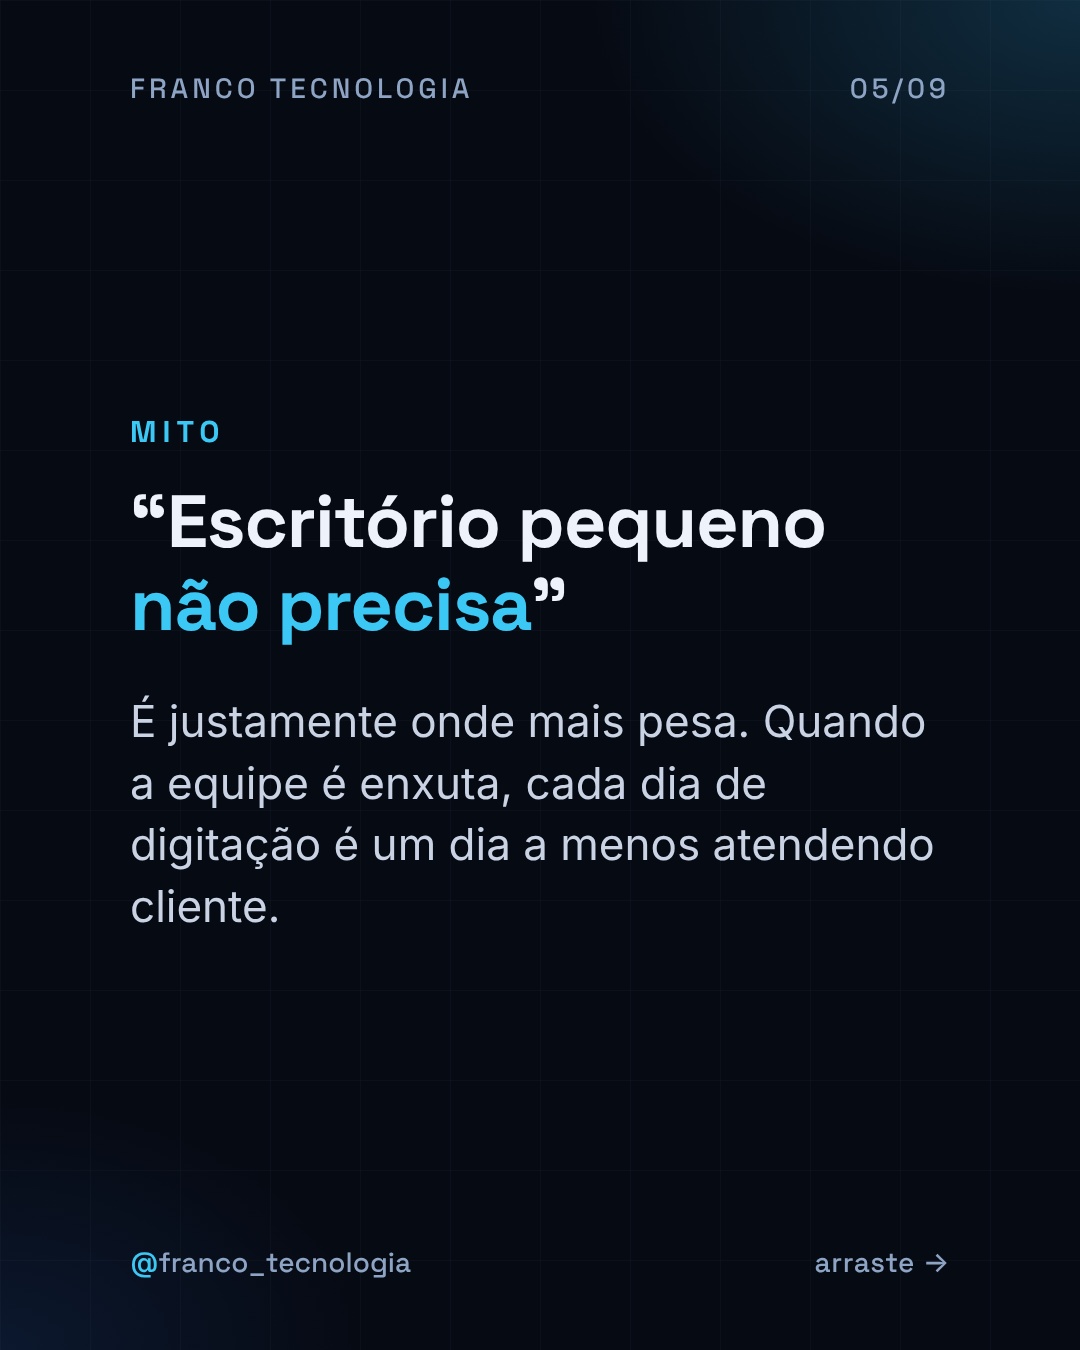 FRANCO TECNOLOGIA
05/09
MITO
“Escritório pequeno
não precisa”
É justamente onde mais pesa. Quando
a equipe é enxuta, cada dia de
digitação é um dia a menos atendendo
cliente.
@franco_tecnologia
arraste →